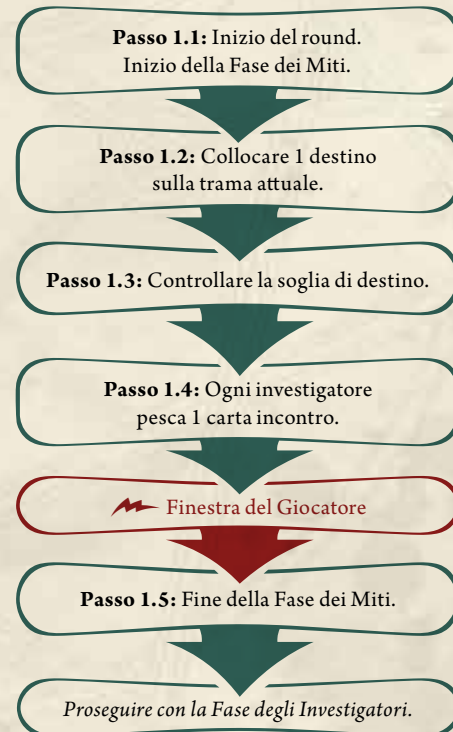 Passo 1.1: Inizio del round.
Inizio della Fase dei Miti.
Passo 1.2: Collocare 1 destino
sulla trama attuale.
Passo 1.3: Controllare la soglia di destino.
Passo 1.4: Ogni investigatore
pesca 1 carta incontro.
Finestra del Giocatore
Passo 1.5: Fine della Fase dei Miti.
Proseguire con la Fase degli Investigatori.